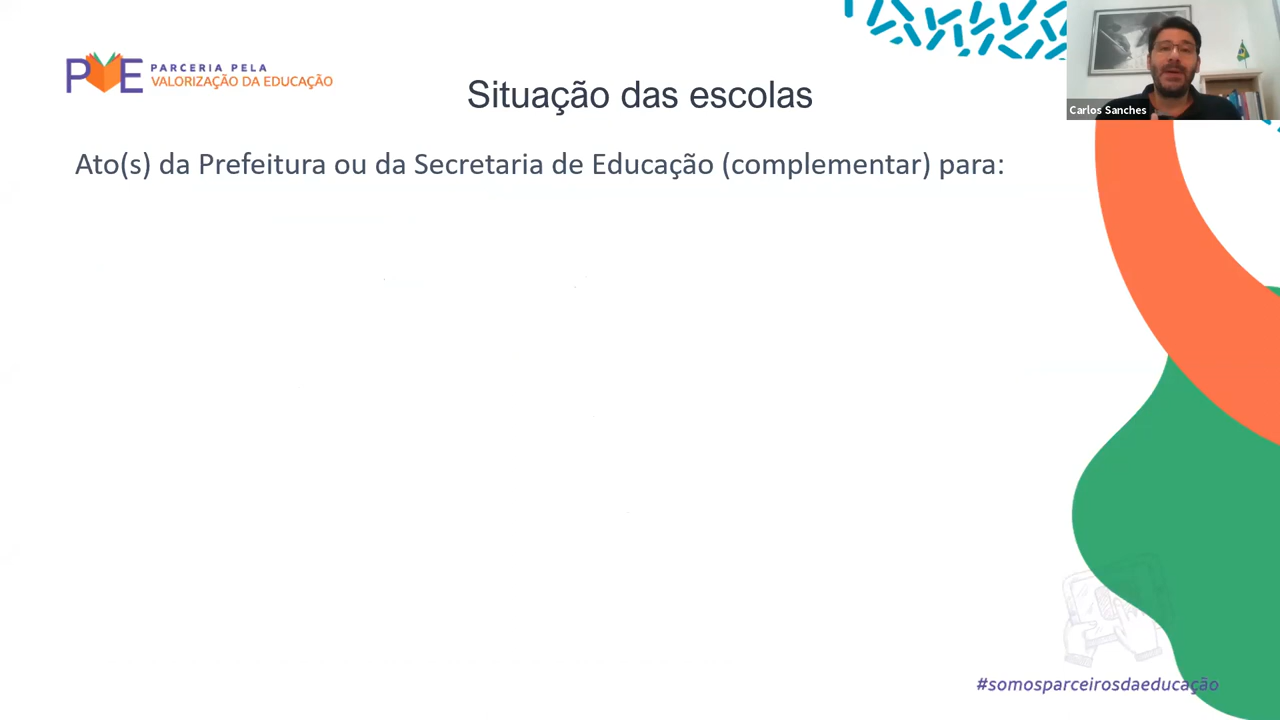 PVE PARCERIA PELA
VALORIZAÇÃO DA EDUCAÇÃO
Situação das escolas
Carlos Sanches
Ato(s) da Prefeitura ou da Secretaria de Educação (complementar) para:
#somosparceirosdaeducação